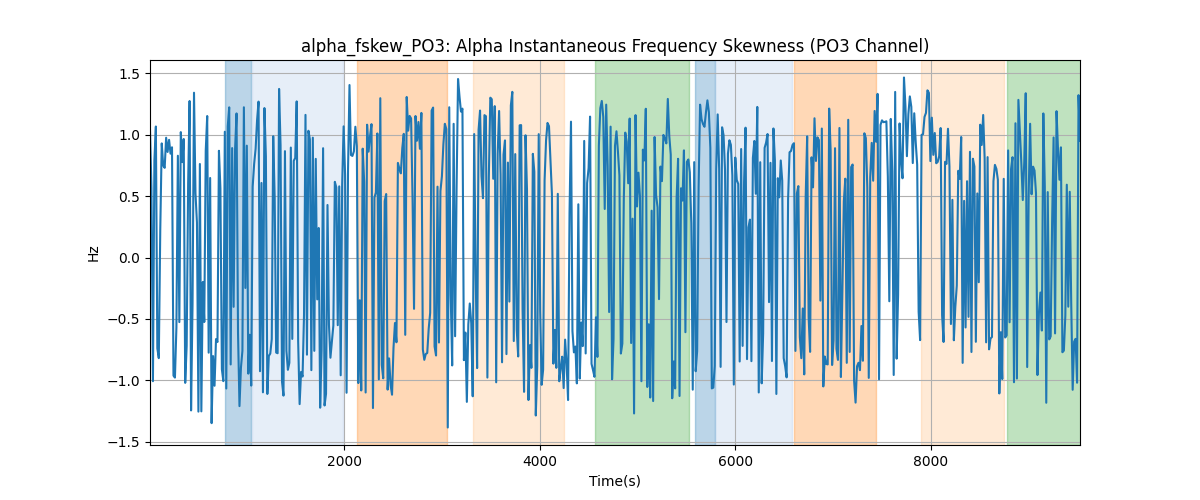 alpha_fskew_PO3: Alpha Instantaneous Frequency Skewness (PO3 Channel)
1.5
1.0
0.5
0.0
−0.5
−1.0
−1.5
Hz
2000 4000 6000 8000
Time(s)